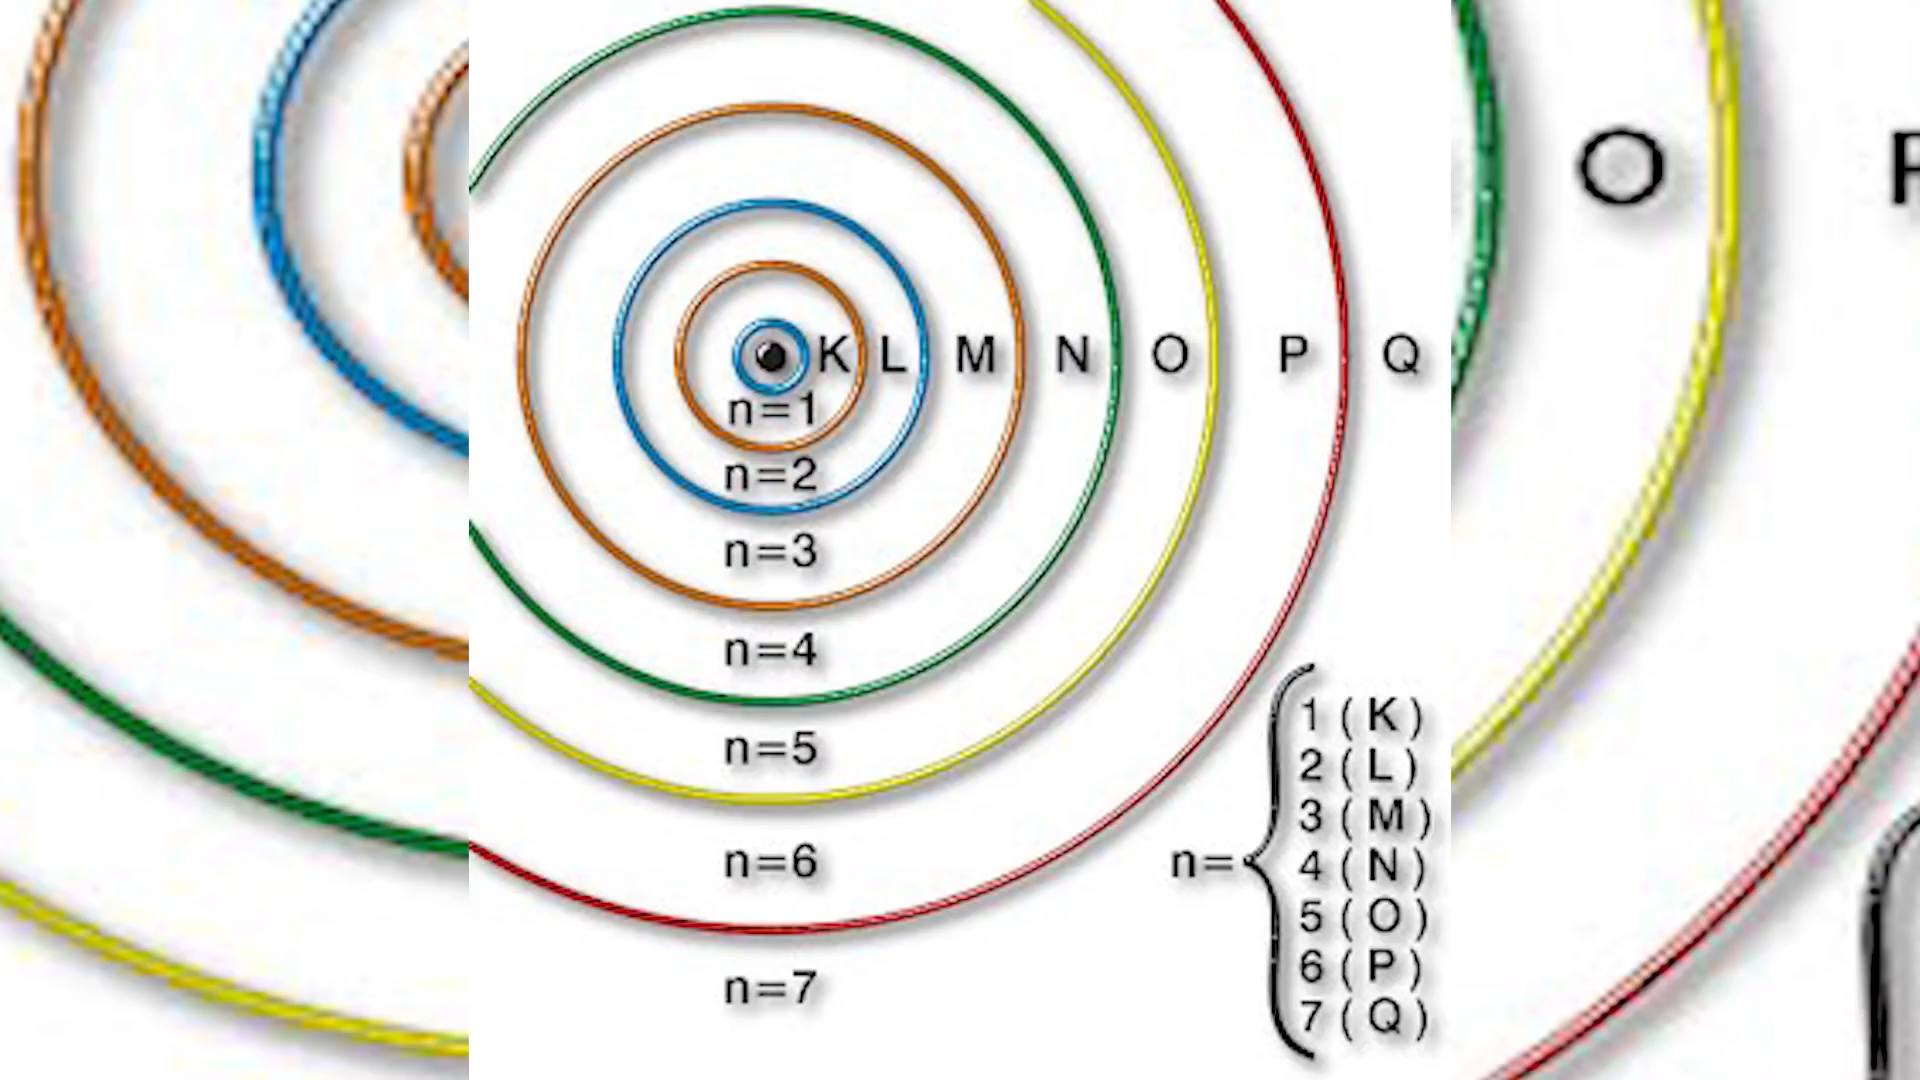 K L M N O P Q
n=1
n=2
n=3
n=4
n=5
n=6
n=7
n=
1 ( K )
2 ( L )
3 ( M )
4 ( N )
5 ( O )
6 ( P )
7 ( Q )
O